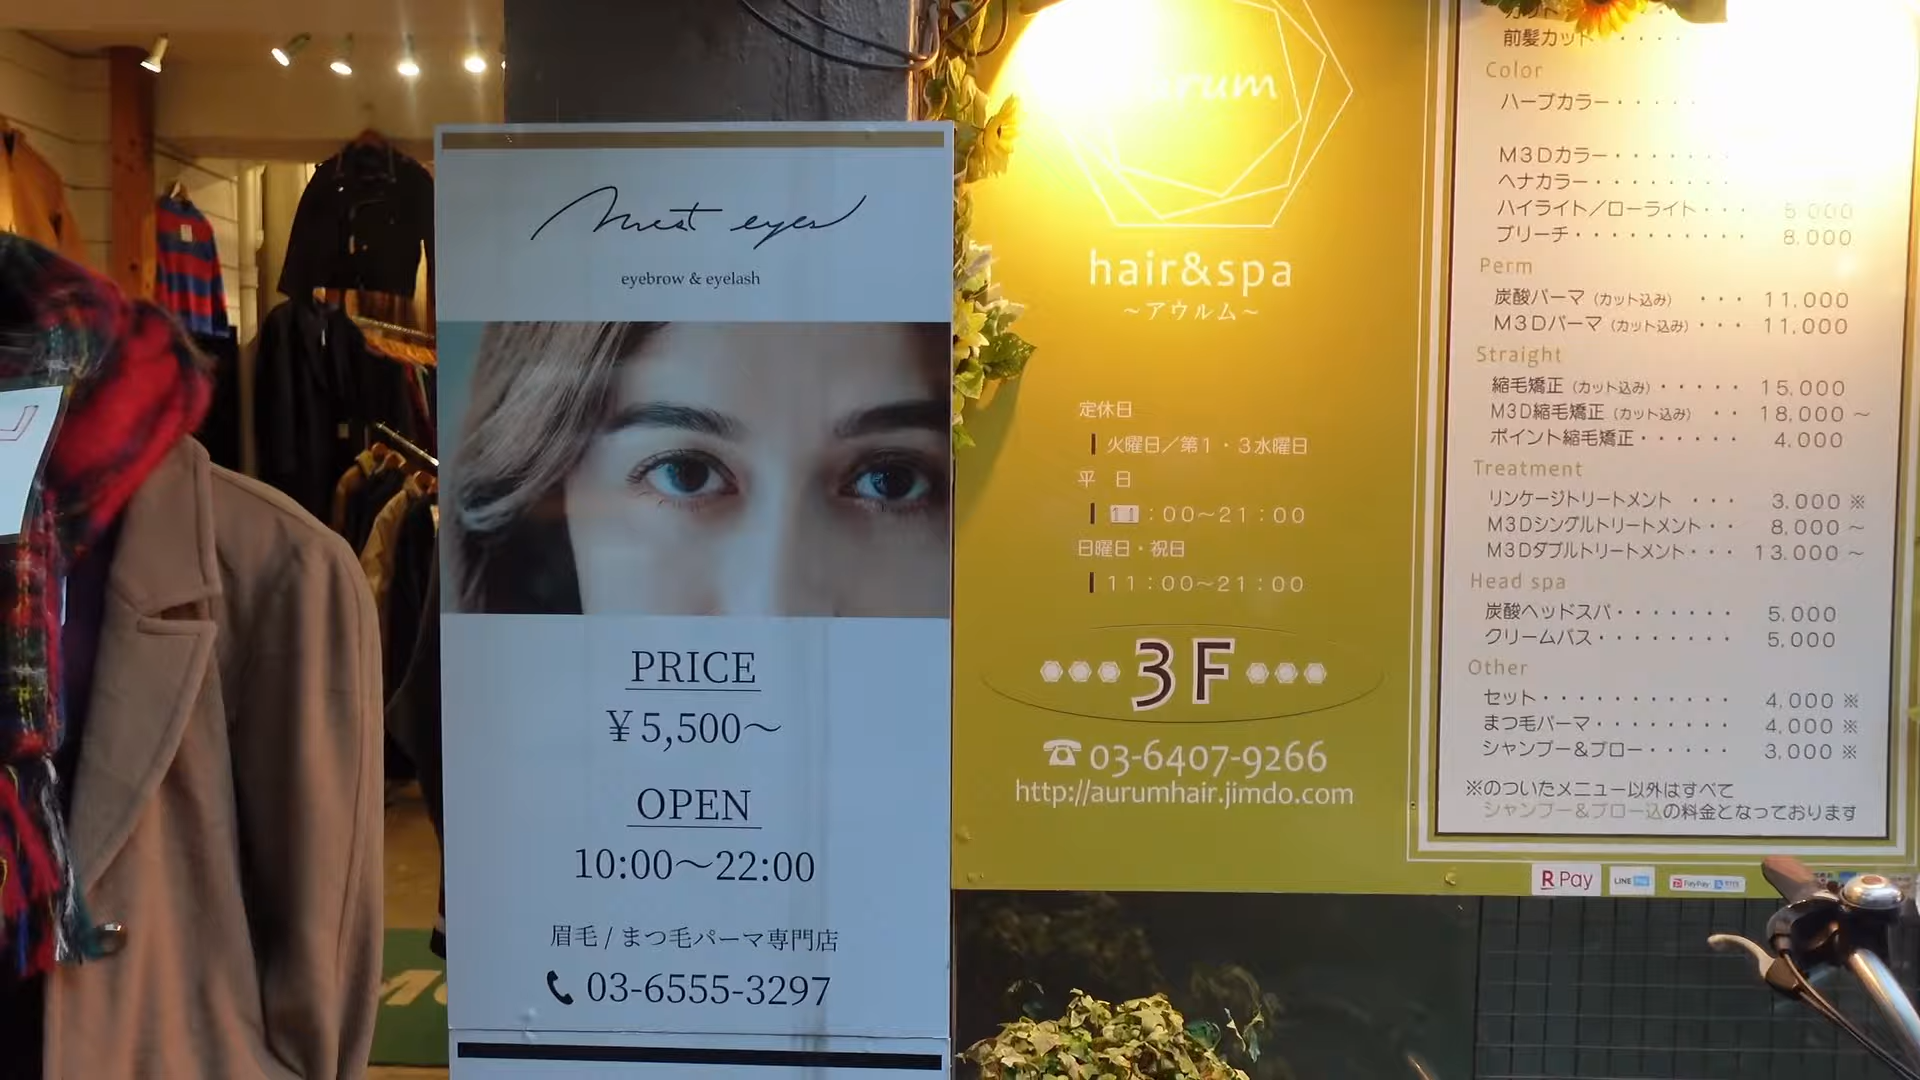 eyebrow & eyelash
PRICE
¥5,500～
OPEN
10:00～22:00
眉毛 / まつ毛パーマ専門店
03-6555-3297
hair&spa
～アウルム～
定休日
火曜日／第1・3水曜日
平 日
11：00～21：00
日曜日・祝日
11：00～21：00
3F
03-6407-9266
http://aurumhair.jimdo.com
前髪カット・・・・
Color
ハーブカラー・・・・・
M3Dカラー・・・・・・・
ヘナカラー・・・・・・・
ハイライト／ローライト・・・ 8,000
ブリーチ・・・・・・・・・・ 8,000
Perm
炭酸パーマ（カット込み） ・・・ 11,000
M3Dパーマ（カット込み）・・・ 11,000
Straight
縮毛矯正（カット込み）・・・・・ 15,000
M3D縮毛矯正（カット込み） ・・ 18,000～
ポイント縮毛矯正・・・・・・ 4,000
Treatment
リンケージトリートメント ・・・ 3,000※
M3Dシングルトリートメント・・ 8,000～
M3Dダブルトリートメント・・・ 13,000～
Head spa
炭酸ヘッドスパ・・・・・・・ 5,000
クリームバス・・・・・・・・ 5,000
Other
セット・・・・・・・・・・・ 4,000※
まつ毛パーマ・・・・・・・・ 4,000※
シャンプー&ブロー・・・・・ 3,000※
※のついたメニュー以外はすべて
シャンプー&ブロー込の料金となっております
R Pay
LINE Pay
PayPay